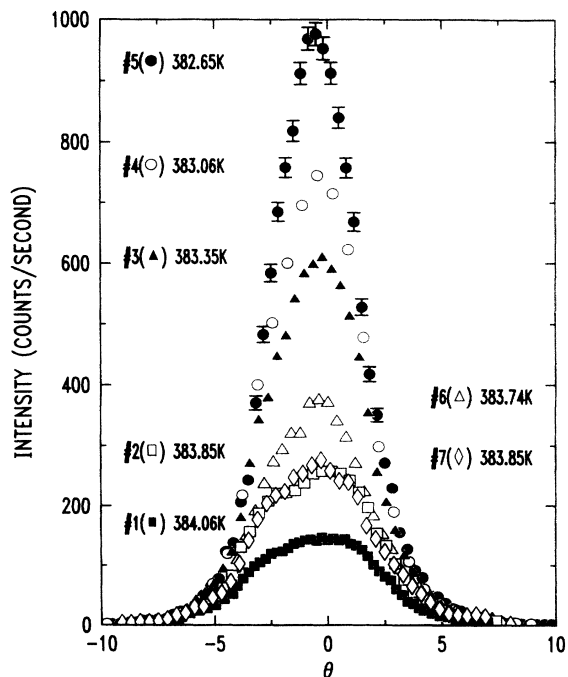 1000
#5(●) 382.65K
800
#4(○) 383.06K
#3(▲) 383.35K
600
INTENSITY (COUNTS/SECOND)
400
#6(△) 383.74K
#2(□) 383.85K
#7(◇) 383.85K
200
#1(■) 384.06K
0
-10 -5 0 5 10
θ